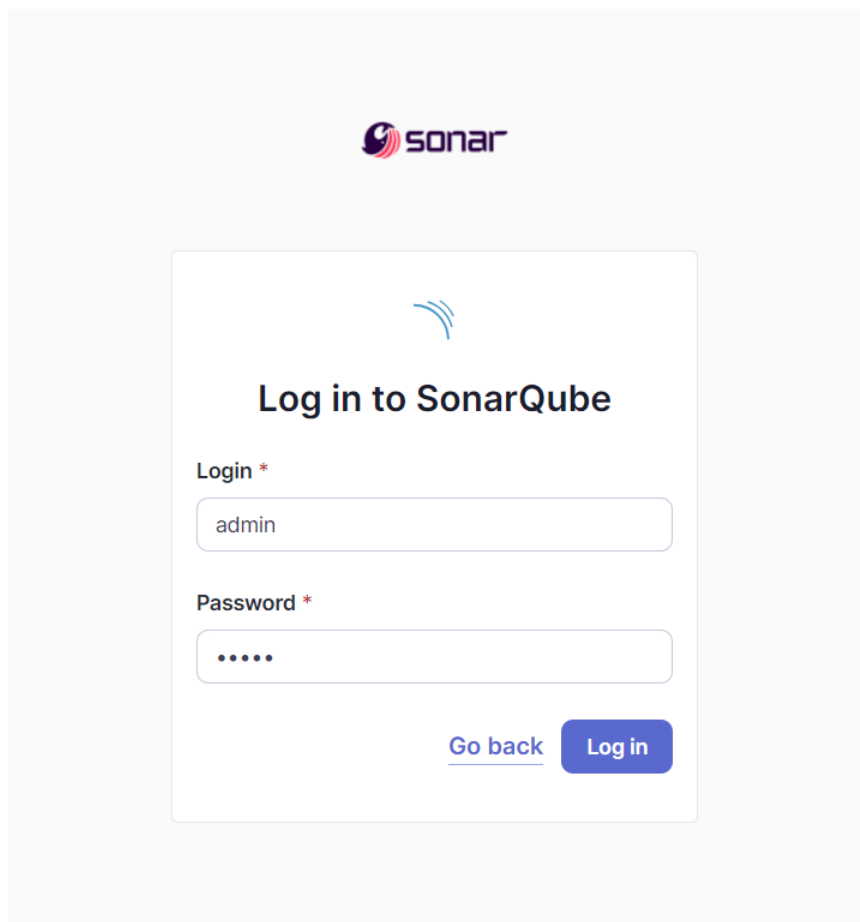 sonar
Log in to SonarQube
Login *
admin
Password *
•••••
Go back Log in